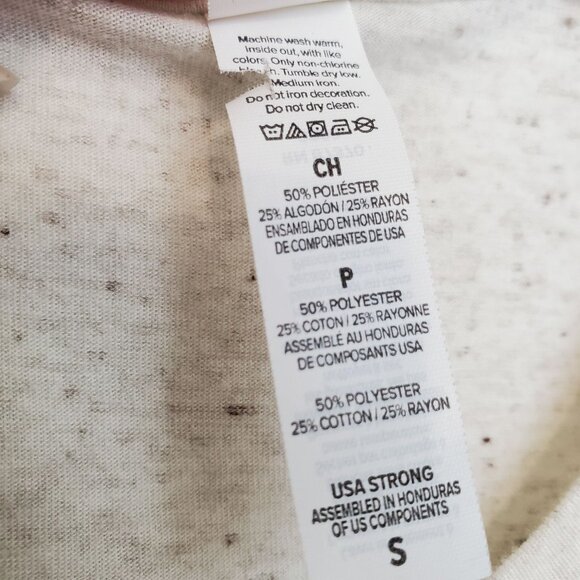 Machine wash warm,
inside out, with like
colors. Only non-chlorine
bleach. Tumble dry low.
Medium iron.
Do not iron decoration.
Do not dry clean.
CH
50% POLIÉSTER
25% ALGODÓN / 25% RAYON
ENSAMBLADO EN HONDURAS
DE COMPONENTES DE USA
P
50% POLYESTER
25% COTON / 25% RAYONNE
ASSEMBLÉ AU HONDURAS
DE COMPOSANTS USA
50% POLYESTER
25% COTTON / 25% RAYON
USA STRONG
ASSEMBLED IN HONDURAS
OF US COMPONENTS
S